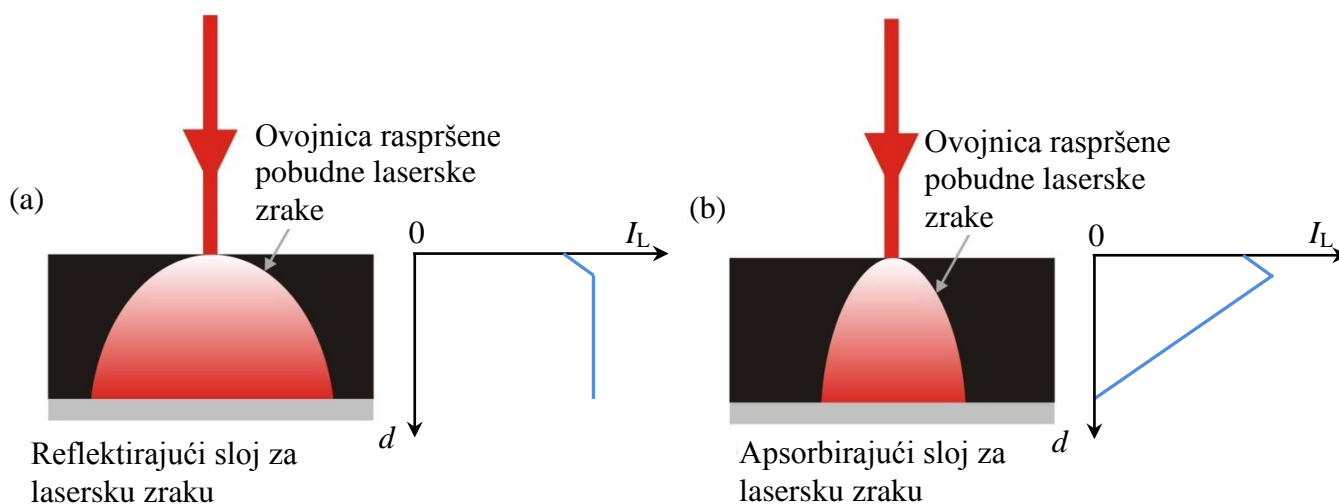 (a)
Ovojnica raspršene
pobudne laserske
zrake
0
I_L
d
Reflektirajući sloj za
lasersku zraku
(b)
Ovojnica raspršene
pobudne laserske
zrake
0
I_L
d
Apsorbirajući sloj za
lasersku zraku